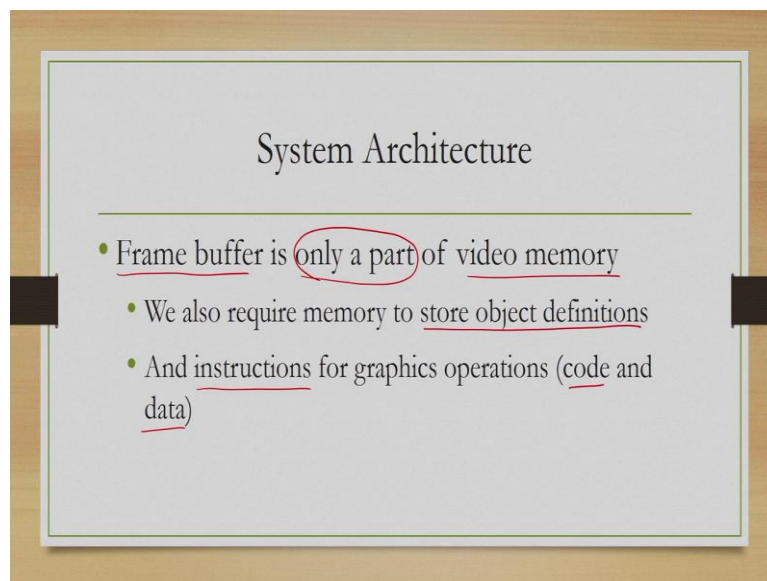 System Architecture
• Frame buffer is only a part of video memory
• We also require memory to store object definitions
• And instructions for graphics operations (code and
data)